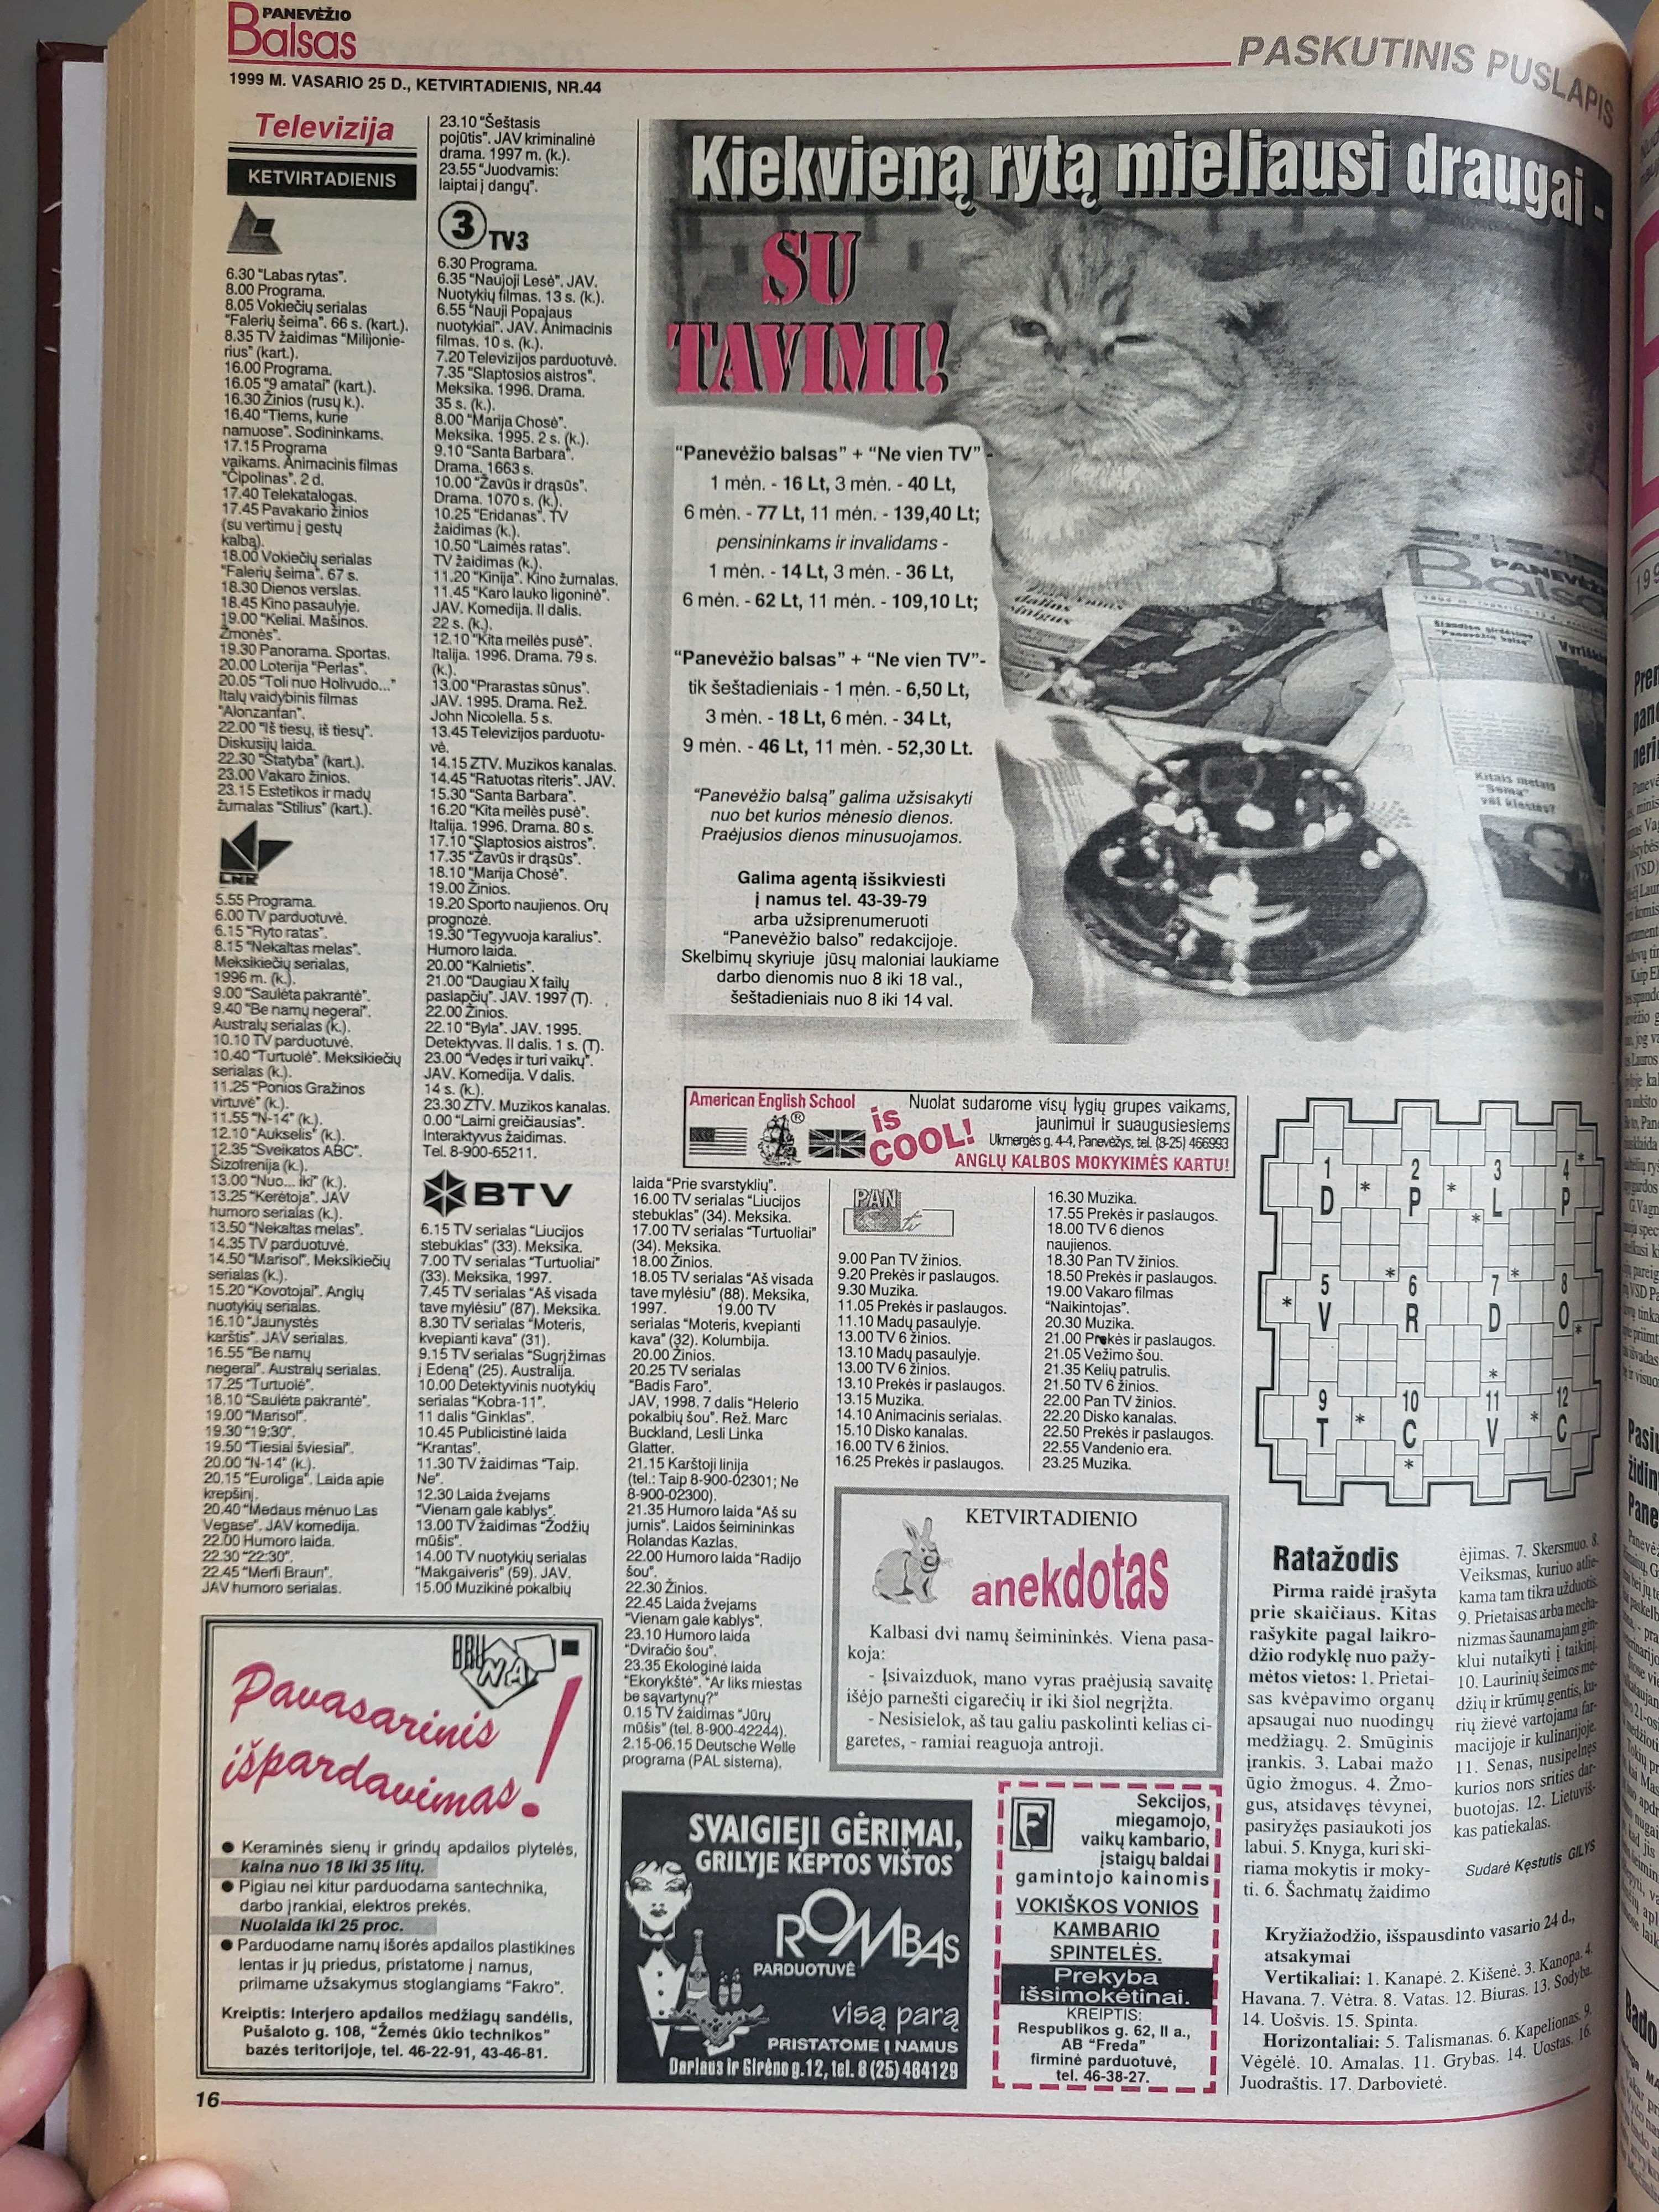 PANEVĖŽIO
Balsas
PASKUTINIS PUSLAPIS
1999 M. VASARIO 25 D., KETVIRTADIENIS, NR.44
Televizija
KETVIRTADIENIS
6.30 “Labas rytas”.
8.00 Programa.
8.05 Vokiečių serialas
“Falerių šeima”. 66 s. (kart.).
8.35 TV žaidimas “Milijonie-
rius” (kart.).
16.00 Programa.
16.05 “9 amatai” (kart.).
16.30 Žinios (rusų k.).
16.40 “Tiems, kurie
namuose”. Sodininkams.
17.15 Programa
vaikams. Animacinis filmas
“Čipolinas”. 2 d.
17.40 Telekatalogas.
17.45 Pavakario žinios
(su vertimu į gestų
kalbą).
18.00 Vokiečių serialas
“Falerių šeima”. 67 s.
18.30 Dienos verslas.
18.45 Kino pasaulyje.
19.00 “Keliai. Mašinos.
Žmonės”.
19.30 Panorama. Sportas.
20.00 Loterija “Perlas”.
20.05 “Toli nuo Holivudo...”
Italų vaidybinis filmas
“Alonzanfan”.
22.00 “Iš tiesų, iš tiesų”.
Diskusijų laida.
22.30 “Statyba” (kart.).
23.00 Vakaro žinios.
23.15 Estetikos ir madų
žurnalas “Stilius” (kart.).
LNK
5.55 Programa.
6.00 TV parduotuvė.
6.15 “Ryto ratas”.
8.15 “Nekaltas melas”.
Meksikiečių serialas,
1996 m. (k.).
9.00 “Saulėta pakrantė”.
9.40 “Be namų negerai”.
Australų serialas (k.).
10.10 TV parduotuvė.
10.40 “Turtuolė”. Meksikiečių
serialas (k.).
11.25 “Ponios Gražinos
virtuvė” (k.).
11.55 “N-14” (k.).
12.10 “Aukselis” (k.).
12.35 “Sveikatos ABC”.
Šizofrenija (k.).
13.00 “Nuo... Iki” (k.).
13.25 “Kerėtoja”. JAV
humoro serialas (k.).
13.50 “Nekaltas melas”.
14.35 TV parduotuvė.
14.50 “Marisol”. Meksikiečių
serialas (k.).
15.20 “Kovotojai”. Anglų
nuotykių serialas.
16.10 “Jaunystės
karštis”. JAV serialas.
16.55 “Be namų
negerai”. Australų serialas.
17.25 “Turtuolė”.
18.10 “Saulėta pakrantė”.
19.00 “Marisol”.
19.30 “19:30”.
19.50 “Tiesiai šviesiai”.
20.00 “N-14” (k.).
20.15 “Euroliga”. Laida apie
krepšinį.
20.40 “Medaus mėnuo Las
Vegase”. JAV komedija.
22.00 Humoro laida.
22.30 “22:30”.
22.45 “Merfi Braun”.
JAV humoro serialas.
23.10 “Šeštasis
pojūtis”. JAV kriminalinė
drama. 1997 m. (k.).
23.55 “Juodvarnis:
laiptai į dangų”.
3 TV3
6.30 Programa.
6.35 “Naujoji Lesė”. JAV.
Nuotykių filmas. 13 s. (k.).
6.55 “Nauji Popajaus
nuotykiai”. JAV. Animacinis
filmas. 10 s. (k.).
7.20 Televizijos parduotuvė.
7.35 “Slaptosios aistros”.
Meksika. 1996. Drama.
35 s. (k.).
8.00 “Marija Chosė”.
Meksika. 1995. 2 s. (k.).
9.10 “Santa Barbara”.
Drama. 1663 s.
10.00 “Žavūs ir drąsūs”.
Drama. 1070 s. (k.).
10.25 “Eridanas”. TV
žaidimas (k.).
10.50 “Laimės ratas”.
TV žaidimas (k.).
11.20 “Kinija”. Kino žurnalas.
11.45 “Karo lauko ligoninė”.
JAV. Komedija. II dalis.
22 s. (k.).
12.10 “Kita meilės pusė”.
Italija. 1996. Drama. 79 s.
(k.).
13.00 “Prarastas sūnus”.
JAV. 1995. Drama. Rež.
John Nicolella. 5 s.
13.45 Televizijos parduotu-
vė.
14.15 ZTV. Muzikos kanalas.
14.45 “Ratuotas riteris”. JAV.
15.30 “Santa Barbara”.
16.20 “Kita meilės pusė”.
Italija. 1996. Drama. 80 s.
17.10 “Slaptosios aistros”.
17.35 “Žavūs ir drąsūs”.
18.10 “Marija Chosė”.
19.00 Žinios.
19.20 Sporto naujienos. Orų
prognozė.
19.30 “Tegyvuoja karalius”.
Humoro laida.
20.00 “Kalnietis”.
21.00 “Daugiau X failų
paslapčių”. JAV. 1997 (T).
22.00 Žinios.
22.10 “Byla”. JAV. 1995.
Detektyvas. II dalis. 1 s. (T).
23.00 “Vedęs ir turi vaikų”.
JAV. Komedija. V dalis.
14 s. (k.).
23.30 ZTV. Muzikos kanalas.
0.00 “Laimi greičiausias”.
Interaktyvus žaidimas.
Tel. 8-900-65211.
BTV
6.15 TV serialas “Liucijos
stebuklas” (33). Meksika.
7.00 TV serialas “Turtuoliai”
(33). Meksika, 1997.
7.45 TV serialas “Aš visada
tave mylėsiu” (87). Meksika.
8.30 TV serialas “Moteris,
kvepianti kava” (31).
9.15 TV serialas “Sugrįžimas
į Edeną” (25). Australija.
10.00 Detektyvinis nuotykių
serialas “Kobra-11”.
11 dalis “Ginklas”.
10.45 Publicistinė laida
“Krantas”.
11.30 TV žaidimas “Taip.
Ne”.
12.30 Laida žvejams
“Vienam gale kablys”.
13.00 TV žaidimas “Žodžių
mūšis”.
14.00 TV nuotykių serialas
“Makgaiveris” (59). JAV.
15.00 Muzikinė pokalbių
laida “Prie svarstyklių”.
16.00 TV serialas “Liucijos
stebuklas” (34). Meksika.
17.00 TV serialas “Turtuoliai”
(34). Meksika.
18.00 Žinios.
18.05 TV serialas “Aš visada
tave mylėsiu” (88). Meksika,
1997. 19.00 TV
serialas “Moteris, kvepianti
kava” (32). Kolumbija.
20.00 Žinios.
20.25 TV serialas
“Badis Faro”.
JAV, 1998. 7 dalis “Helerio
pokalbių šou”. Rež. Marc
Buckland, Lesli Linka
Glatter.
21.15 Karštoji linija
(tel.: Taip 8-900-02301; Ne
8-900-02300).
21.35 Humoro laida “Aš su
jumis”. Laidos šeimininkas
Rolandas Kazlas.
22.00 Humoro laida “Radijo
šou”.
22.30 Žinios.
22.45 Laida žvejams
“Vienam gale kablys”.
23.10 Humoro laida
“Dviračio šou”.
23.35 Ekologinė laida
“Ekorykštė”. “Ar liks miestas
be sąvartynų?”
0.15 TV žaidimas “Jūrų
mūšis” (tel. 8-900-42244).
2.15-06.15 Deutsche Welle
programa (PAL sistema).
PAN tv
9.00 Pan TV žinios.
9.20 Prekės ir paslaugos.
9.30 Muzika.
11.05 Prekės ir paslaugos.
11.10 Madų pasaulyje.
13.00 TV 6 žinios.
13.10 Madų pasaulyje.
13.00 TV 6 žinios.
13.10 Prekės ir paslaugos.
13.15 Muzika.
14.10 Animacinis serialas.
15.10 Disko kanalas.
16.00 TV 6 žinios.
16.25 Prekės ir paslaugos.
16.30 Muzika.
17.55 Prekės ir paslaugos.
18.00 TV 6 dienos
naujienos.
18.30 Pan TV žinios.
18.50 Prekės ir paslaugos.
19.00 Vakaro filmas
“Naikintojas”.
20.30 Muzika.
21.00 Prekės ir paslaugos.
21.05 Vežimo šou.
21.35 Kelių patrulis.
21.50 TV 6 žinios.
22.00 Pan TV žinios.
22.20 Disko kanalas.
22.50 Prekės ir paslaugos.
22.55 Vandenio era.
23.25 Muzika.
Kiekvieną rytą mieliausi draugai -
SU
TAVIMI!
“Panevėžio balsas” + “Ne vien TV” -
1 mėn. - 16 Lt, 3 mėn. - 40 Lt,
6 mėn. - 77 Lt, 11 mėn. - 139,40 Lt;
pensininkams ir invalidams -
1 mėn. - 14 Lt, 3 mėn. - 36 Lt,
6 mėn. - 62 Lt, 11 mėn. - 109,10 Lt;
“Panevėžio balsas” + “Ne vien TV”-
tik šeštadieniais - 1 mėn. - 6,50 Lt,
3 mėn. - 18 Lt, 6 mėn. - 34 Lt,
9 mėn. - 46 Lt, 11 mėn. - 52,30 Lt.
“Panevėžio balsą” galima užsisakyti
nuo bet kurios mėnesio dienos.
Praėjusios dienos minusuojamos.
Galima agentą išsikviesti
į namus tel. 43-39-79
arba užsiprenumeruoti
“Panevėžio balso” redakcijoje.
Skelbimų skyriuje jūsų maloniai laukiame
darbo dienomis nuo 8 iki 18 val.,
šeštadieniais nuo 8 iki 14 val.
PANEVĖŽIO
Balsas
Kitais metais
“Sema”
vėl klestės?
American English School
is
COOL!
Nuolat sudarome visų lygių grupes vaikams,
jaunimui ir suaugusiesiems
Ukmergės g. 4-4, Panevėžys, tel. (8-25) 466993
ANGLŲ KALBOS MOKYKIMĖS KARTU!
1 2 3 4
D P L P
5 6 7 8
V R D O
9 10 11 12
T C V C
KETVIRTADIENIO
anekdotas
Kalbasi dvi namų šeimininkės. Viena pasa-
koja:
- Įsivaizduok, mano vyras praėjusią savaitę
išėjo parnešti cigarečių ir iki šiol negrįžta.
- Nesisielok, aš tau galiu paskolinti kelias ci-
garetes, - ramiai reaguoja antroji.
Ratažodis
Pirma raidė įrašyta
prie skaičiaus. Kitas
rašykite pagal laikro-
džio rodyklę nuo pažy-
mėtos vietos: 1. Prietai-
sas kvėpavimo organų
apsaugai nuo nuodingų
medžiagų. 2. Smūginis
įrankis. 3. Labai mažo
ūgio žmogus. 4. Žmo-
gus, atsidavęs tėvynei,
pasiryžęs pasiaukoti jos
labui. 5. Knyga, kuri ski-
riama mokytis ir moky-
ti. 6. Šachmatų žaidimo
ėjimas. 7. Skersmuo. 8.
Veiksmas, kuriuo atlie-
kama tam tikra užduotis.
9. Prietaisas arba mecha-
nizmas šaunamajam gin-
klui nutaikyti į taikinį.
10. Laurinių šeimos me-
džių ir krūmų gentis, ku-
rių žievė vartojama far-
macijoje ir kulinarijoje.
11. Senas, nusipelnęs
kurios nors srities dar-
buotojas. 12. Lietuviš-
kas patiekalas.
Sudarė Kęstutis GILYS
Kryžiažodžio, išspausdinto vasario 24 d.,
atsakymai
Vertikaliai: 1. Kanapė. 2. Kišenė. 3. Kanopa. 4.
Havana. 7. Vėtra. 8. Vatas. 12. Biuras. 13. Sodyba.
14. Uošvis. 15. Spinta.
Horizontaliai: 5. Talismanas. 6. Kapelionas. 9.
Vėgėlė. 10. Amalas. 11. Grybas. 14. Uostas. 16.
Juodraštis. 17. Darbovietė.
BRUNA
Pavasarinis
išpardavimas!
● Keraminės sienų ir grindų apdailos plytelės,
kaina nuo 18 iki 35 litų.
● Pigiau nei kitur parduodama santechnika,
darbo įrankiai, elektros prekės.
Nuolaida iki 25 proc.
● Parduodame namų išorės apdailos plastikines
lentas ir jų priedus, pristatome į namus,
priimame užsakymus stoglangiams “Fakro”.
Kreiptis: Interjero apdailos medžiagų sandėlis,
Pušaloto g. 108, “Žemės ūkio technikos”
bazės teritorijoje, tel. 46-22-91, 43-46-81.
SVAIGIEJI GĖRIMAI,
GRILYJE KEPTOS VIŠTOS
ROMBAS
PARDUOTUVĖ
visą parą
PRISTATOME Į NAMUS
Dariaus ir Girėno g.12, tel. 8 (25) 464129
F
Sekcijos,
miegamojo,
vaikų kambario,
įstaigų baldai
gamintojo kainomis
VOKIŠKOS VONIOS
KAMBARIO
SPINTELĖS.
Prekyba
išsimokėtinai.
KREIPTIS:
Respublikos g. 62, II a.,
AB “Freda”
firminė parduotuvė,
tel. 46-38-27.
16